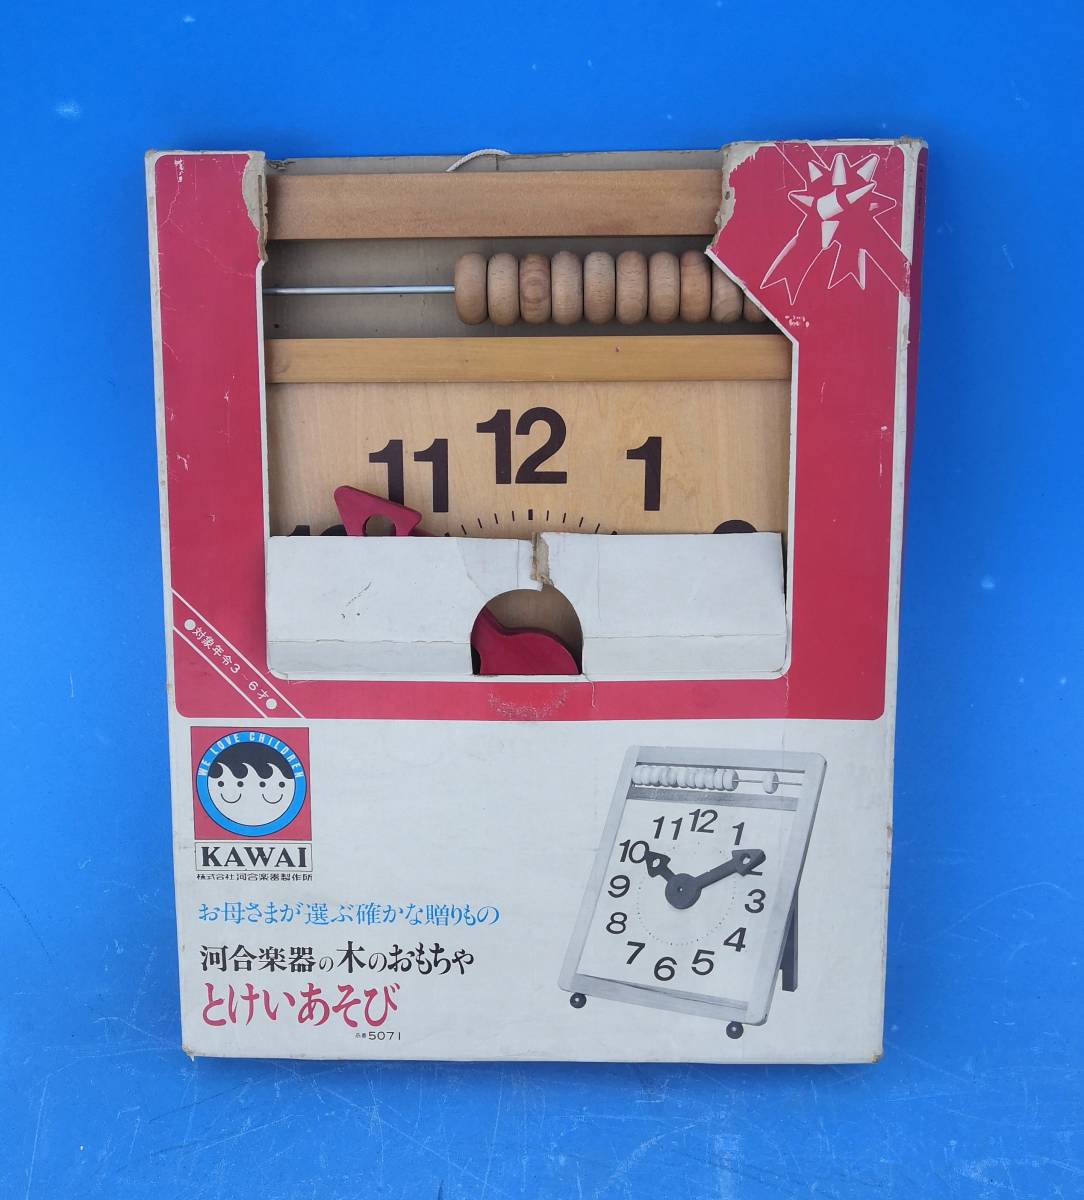 12
11
1
●対象年令3-6才●
WE LOVE CHILDREN
KAWAI
株式会社 河合楽器製作所
お母さまが選ぶ確かな贈りもの
河合楽器の木のおもちゃ
とけいあそび
品番5071
12
11
1
10
2
9
3
8
4
7
5
6